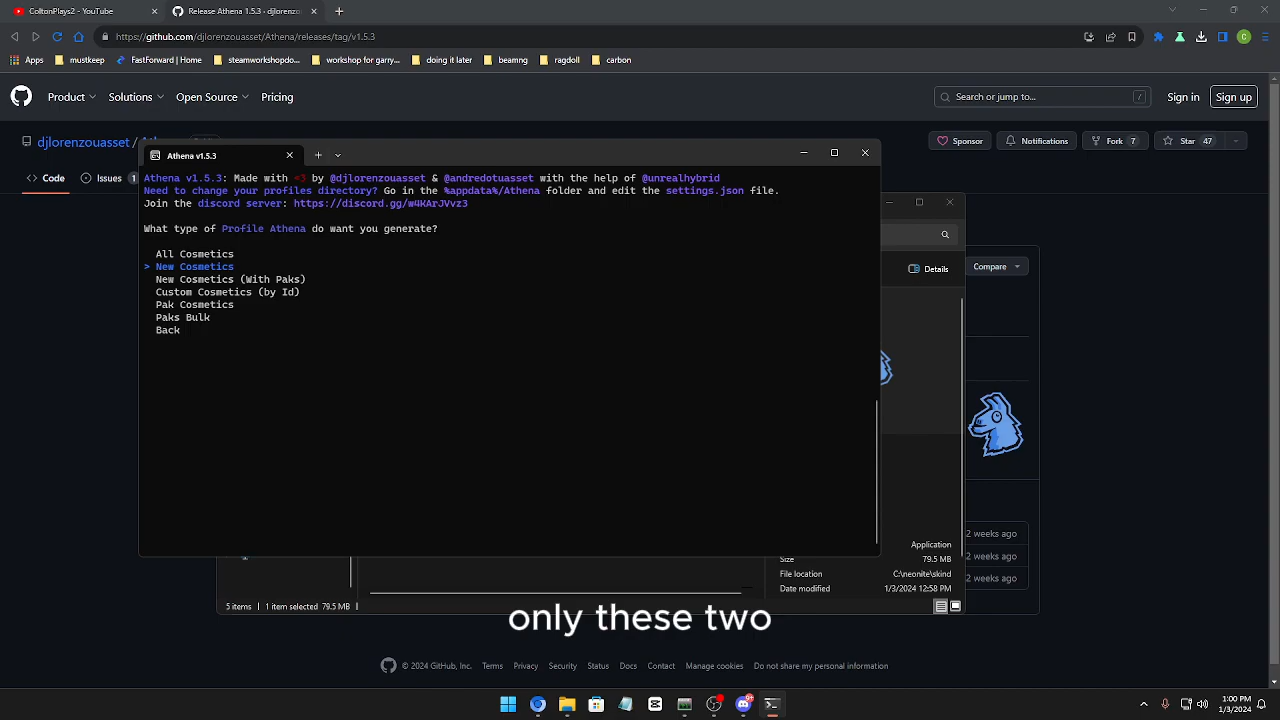 ColtonPlays2 - YouTube
Release Athena 1.5.3 · djlorenzo
https://github.com/djlorenzouasset/Athena/releases/tag/v1.5.3
Apps
mustkeep
FastForward | Home
steamworkshopdo...
workshop for garry...
doing it later
beamng
ragdoll
carbon
Product
Solutions
Open Source
Pricing
Search or jump to...
/
Sign in
Sign up
djlorenzouasset /
Sponsor
Notifications
Fork 7
Star 47
Code
Issues 1
Athena v1.5.3
Athena v1.5.3: Made with <3 by @djlorenzouasset & @andredotuasset with the help of @unrealhybrid
Need to change your profiles directory? Go in the %appdata%/Athena folder and edit the settings.json file.
Join the discord server: https://discord.gg/w4KArJVvz3
What type of Profile Athena do want you generate?
All Cosmetics
> New Cosmetics
New Cosmetics (With Paks)
Custom Cosmetics (by Id)
Pak Cosmetics
Paks Bulk
Back
Details
Compare
2 weeks ago
2 weeks ago
2 weeks ago
Application
Size
79.5 MB
File location
C:\neonite\skind
Date modified
1/3/2024 12:58 PM
5 items
1 item selected 79.5 MB
only these two
© 2024 GitHub, Inc.
Terms
Privacy
Security
Status
Docs
Contact
Manage cookies
Do not share my personal information
1:00 PM
1/3/2024